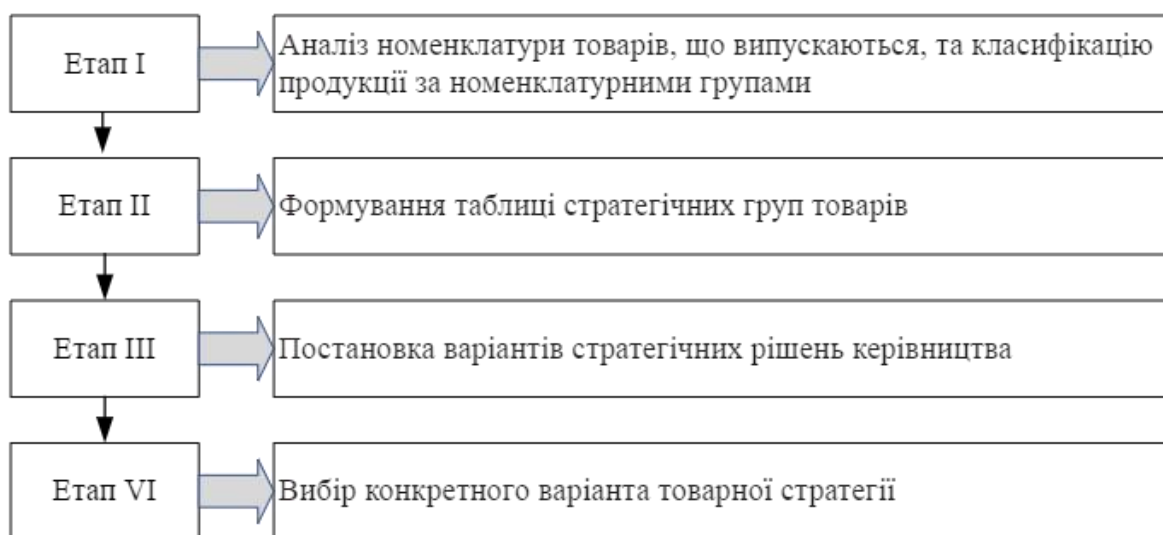 Етап I
Аналіз номенклатури товарів, що випускаються, та класифікацію
продукції за номенклатурними групами
Етап II
Формування таблиці стратегічних груп товарів
Етап III
Постановка варіантів стратегічних рішень керівництва
Етап VI
Вибір конкретного варіанта товарної стратегії